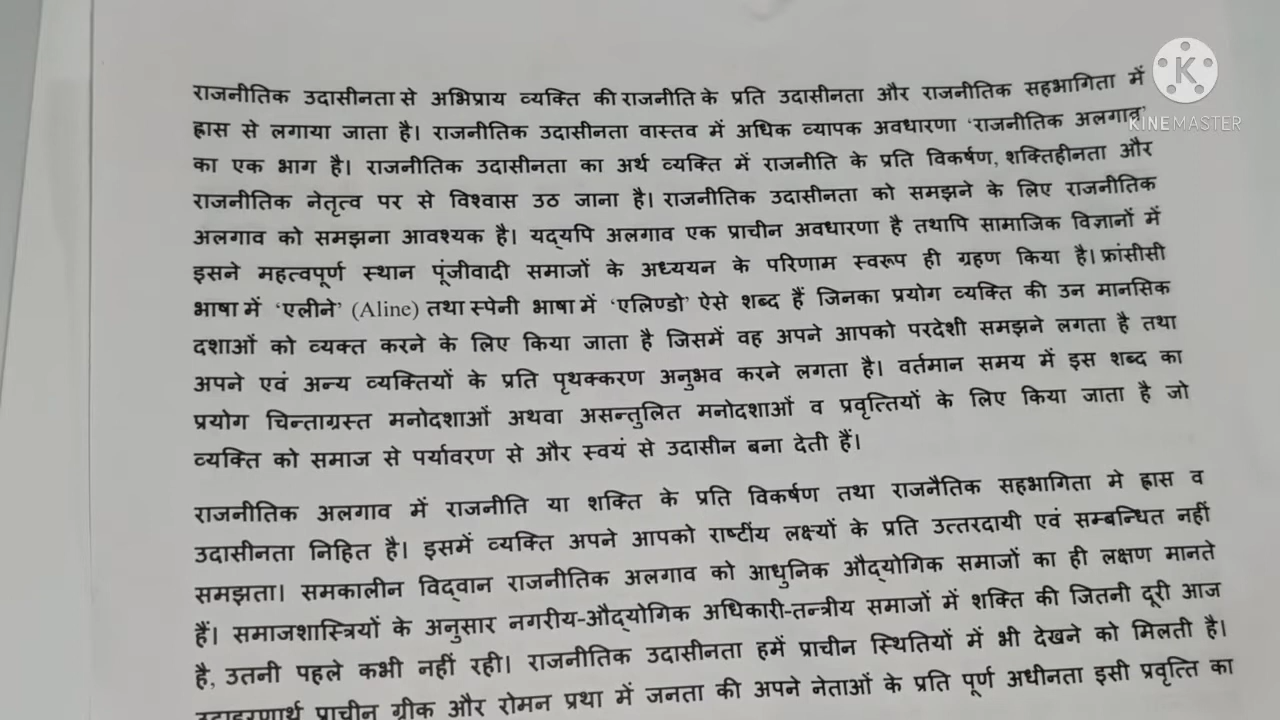 राजनीतिक उदासीनता से अभिप्राय व्यक्ति की राजनीति के प्रति उदासीनता और राजनीतिक सहभागिता में
ह्रास से लगाया जाता है। राजनीतिक उदासीनता वास्तव में अधिक व्यापक अवधारणा 'राजनीतिक अलगाव'
का एक भाग है। राजनीतिक उदासीनता का अर्थ व्यक्ति में राजनीति के प्रति विकर्षण, शक्तिहीनता और
राजनीतिक नेतृत्व पर से विश्वास उठ जाना है। राजनीतिक उदासीनता को समझने के लिए राजनीतिक
अलगाव को समझना आवश्यक है। यद्यपि अलगाव एक प्राचीन अवधारणा है तथापि सामाजिक विज्ञानों में
इसने महत्वपूर्ण स्थान पूंजीवादी समाजों के अध्ययन के परिणाम स्वरूप ही ग्रहण किया है। फ्रांसीसी
भाषा में 'एलीने' (Aline) तथा स्पेनी भाषा में 'एलिण्डो' ऐसे शब्द हैं जिनका प्रयोग व्यक्ति की उन मानसिक
दशाओं को व्यक्त करने के लिए किया जाता है जिसमें वह अपने आपको परदेशी समझने लगता है तथा
अपने एवं अन्य व्यक्तियों के प्रति पृथक्करण अनुभव करने लगता है। वर्तमान समय में इस शब्द का
प्रयोग चिन्ताग्रस्त मनोदशाओं अथवा असन्तुलित मनोदशाओं व प्रवृत्तियों के लिए किया जाता है जो
व्यक्ति को समाज से पर्यावरण से और स्वयं से उदासीन बना देती हैं।
राजनीतिक अलगाव में राजनीति या शक्ति के प्रति विकर्षण तथा राजनैतिक सहभागिता मे ह्रास व
उदासीनता निहित है। इसमें व्यक्ति अपने आपको राष्टीय लक्ष्यों के प्रति उत्तरदायी एवं सम्बन्धित नहीं
समझता। समकालीन विद्वान राजनीतिक अलगाव को आधुनिक औद्योगिक समाजों का ही लक्षण मानते
हैं। समाजशास्त्रियों के अनुसार नगरीय-औद्योगिक अधिकारी-तन्त्रीय समाजों में शक्ति की जितनी दूरी आज
है, उतनी पहले कभी नहीं रही। राजनीतिक उदासीनता हमें प्राचीन स्थितियों में भी देखने को मिलती है।
उदाहरणार्थ प्राचीन ग्रीक और रोमन प्रथा में जनता की अपने नेताओं के प्रति पूर्ण अधीनता इसी प्रवृत्ति का
K
KINEMASTER